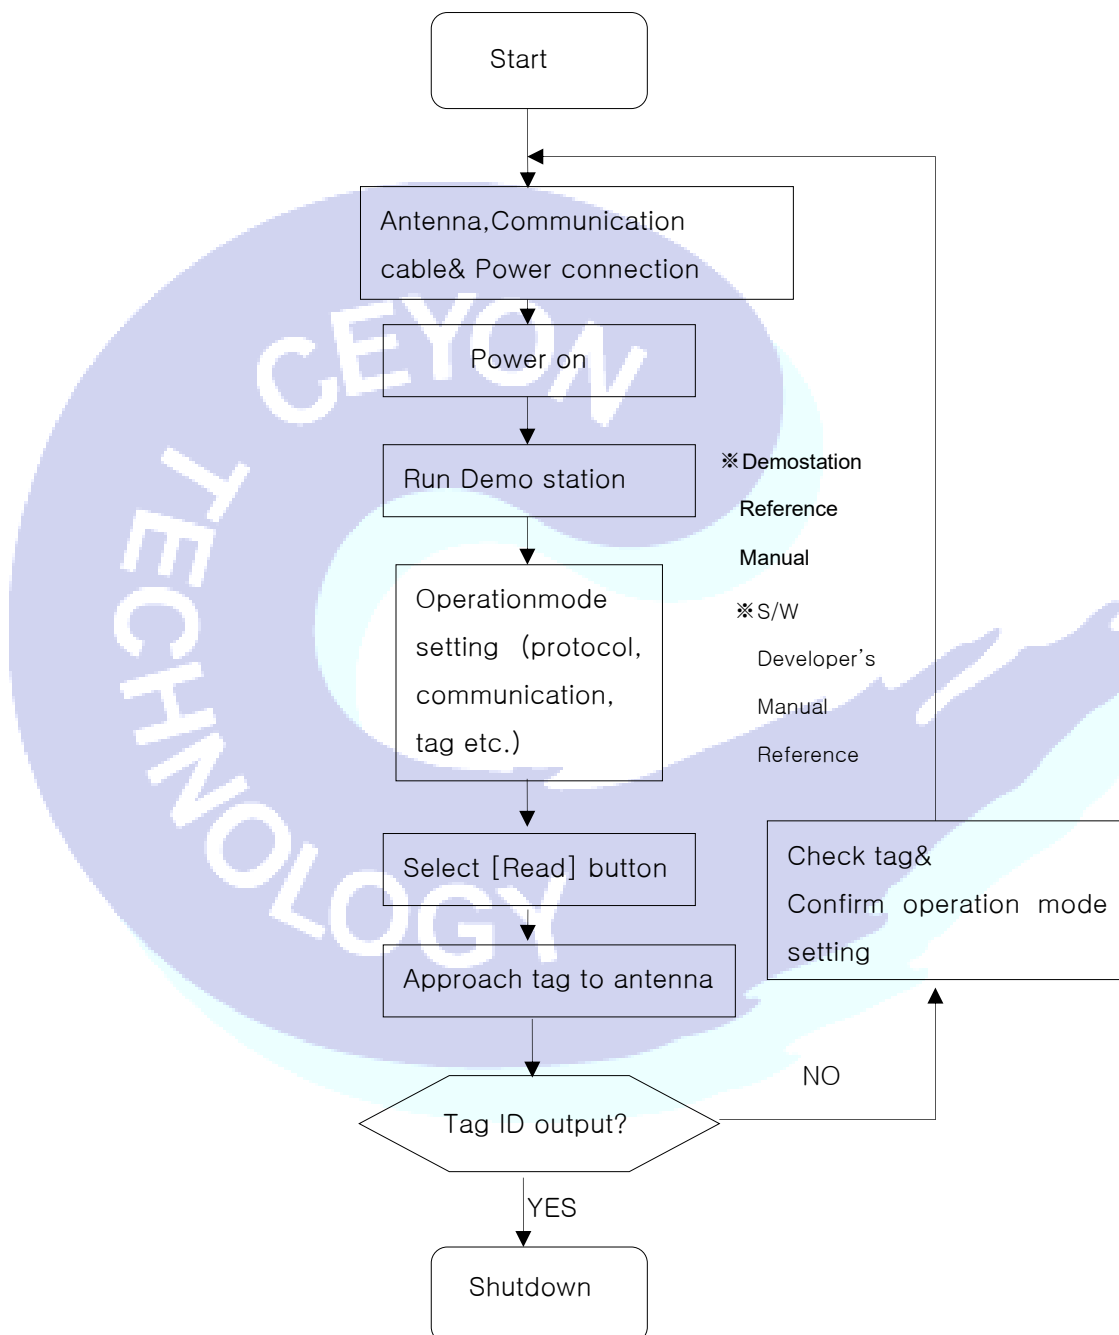 Start
Antenna,Communication
cable& Power connection
Power on
Run Demo station
※Demostation
Reference
Manual
Operationmode
setting (protocol,
communication,
tag etc.)
※S/W
Developer's
Manual
Reference
Select [Read] button
Check tag&
Confirm operation mode
setting
Approach tag to antenna
NO
Tag ID output?
YES
Shutdown
CEYON
TECHNOLOGY